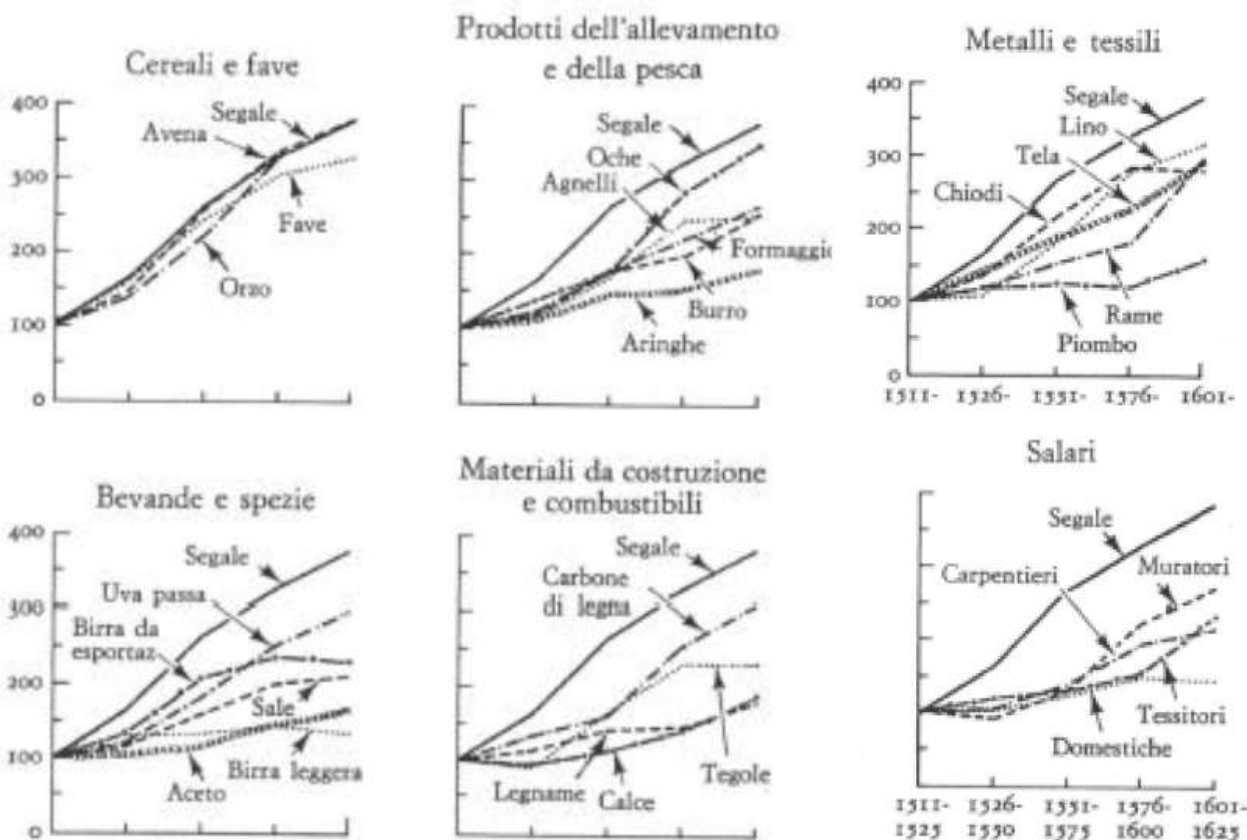 Cereali e fave
400
300
200
100
0
Segale
Avena
Fave
Orzo
Prodotti dell'allevamento
e della pesca
Segale
Oche
Agnelli
Formaggio
Burro
Aringhe
Metalli e tessili
400
300
200
100
0
Segale
Lino
Tela
Chiodi
Rame
Piombo
1511- 1526- 1551- 1576- 1601-
Bevande e spezie
400
300
200
100
0
Segale
Uva passa
Birra da
esportaz
Sale
Birra leggera
Aceto
Materiali da costruzione
e combustibili
Segale
Carbone
di legna
Legname
Calce
Tegole
Salari
Segale
Carpentieri
Muratori
Tessitori
Domestiche
1511- 1526- 1551- 1576- 1601-
1525 1550 1575 1600 1625